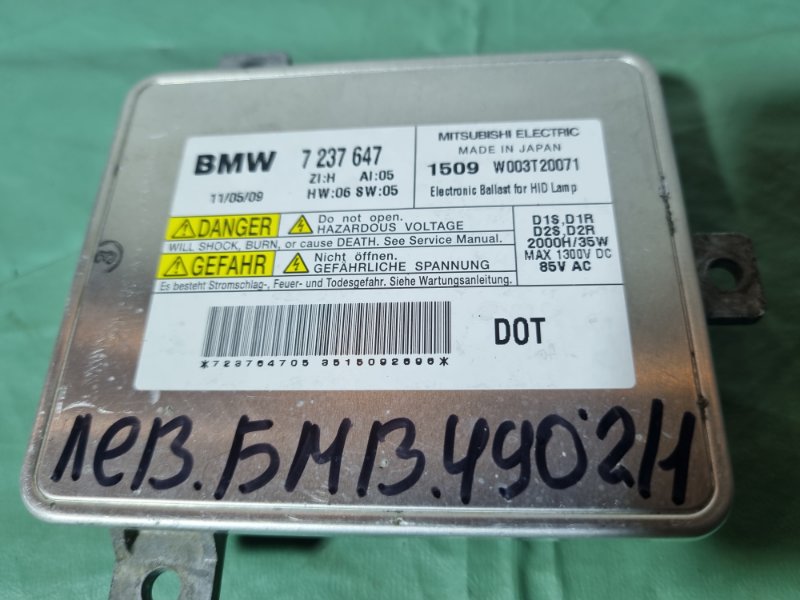 BMW 7 237 647
ZI:H AI:05
11/05/09 HW:06 SW:05
MITSUBISHI ELECTRIC
MADE IN JAPAN
1509 W003T20071
Electronic Ballast for HID Lamp
DANGER Do not open.
HAZARDOUS VOLTAGE
WILL SHOCK, BURN, or cause DEATH. See Service Manual.
GEFAHR Nicht öffnen.
GEFÄHRLICHE SPANNUNG
Es besteht Stromschlag-, Feuer- und Todesgefahr. Siehe Wartungsanleitung.
D1S,D1R
D2S,D2R
2000H/35W
MAX 1300V DC
85V AC
*723764705 3515092696*
DOT
лев.БМВ.4902Н